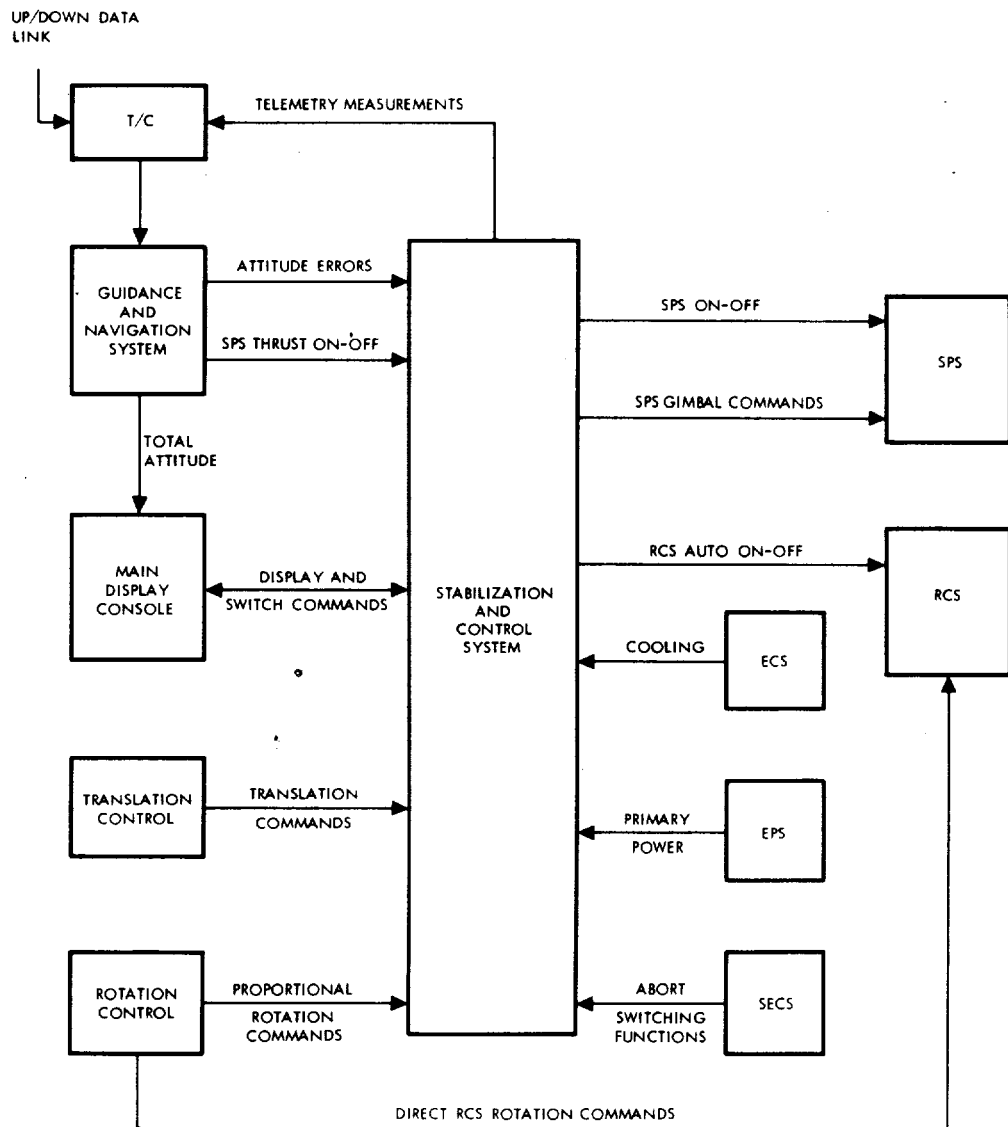 UP/DOWN DATA
LINK
T/C
TELEMETRY MEASUREMENTS
GUIDANCE
AND
NAVIGATION
SYSTEM
ATTITUDE ERRORS
SPS THRUST ON-OFF
SPS ON-OFF
SPS
SPS GIMBAL COMMANDS
TOTAL
ATTITUDE
MAIN
DISPLAY
CONSOLE
DISPLAY AND
SWITCH COMMANDS
STABILIZATION
AND
CONTROL
SYSTEM
RCS AUTO ON-OFF
RCS
COOLING
ECS
TRANSLATION
CONTROL
TRANSLATION
COMMANDS
PRIMARY
POWER
EPS
ROTATION
CONTROL
PROPORTIONAL
ROTATION
COMMANDS
ABORT
SWITCHING
FUNCTIONS
SECS
DIRECT RCS ROTATION COMMANDS